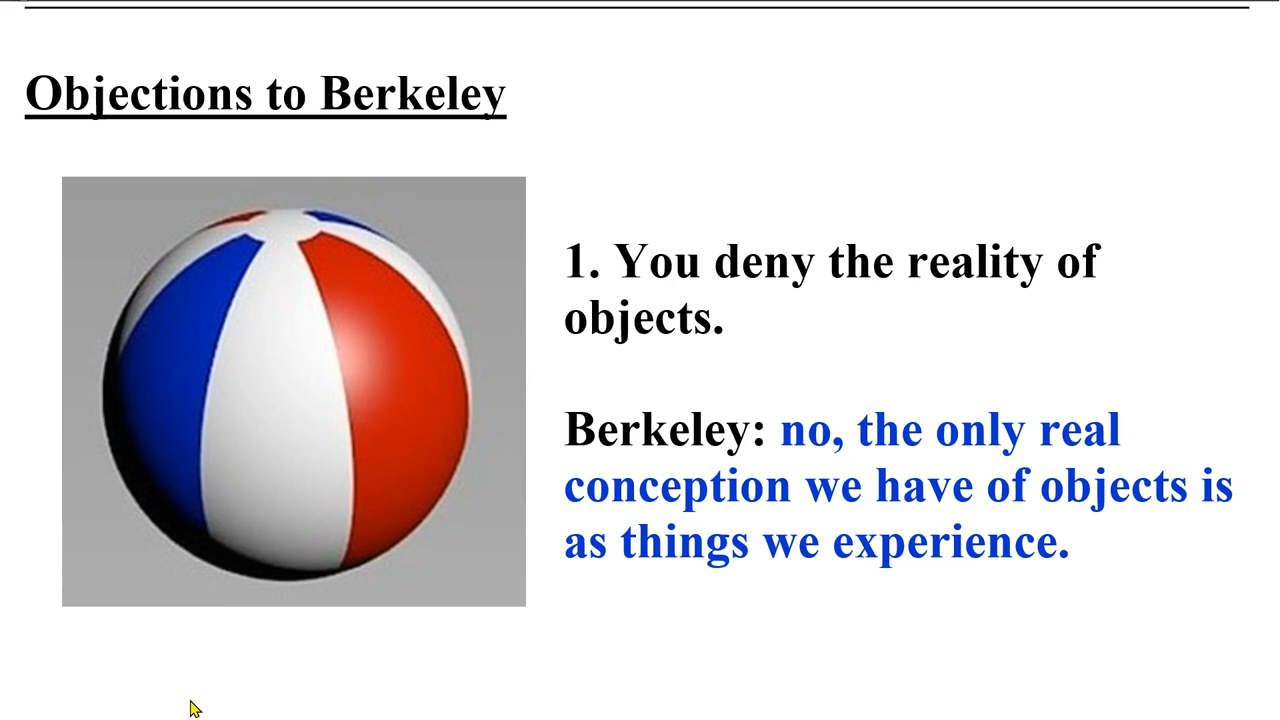 Objections to Berkeley
1. You deny the reality of
objects.
Berkeley: no, the only real
conception we have of objects is
as things we experience.